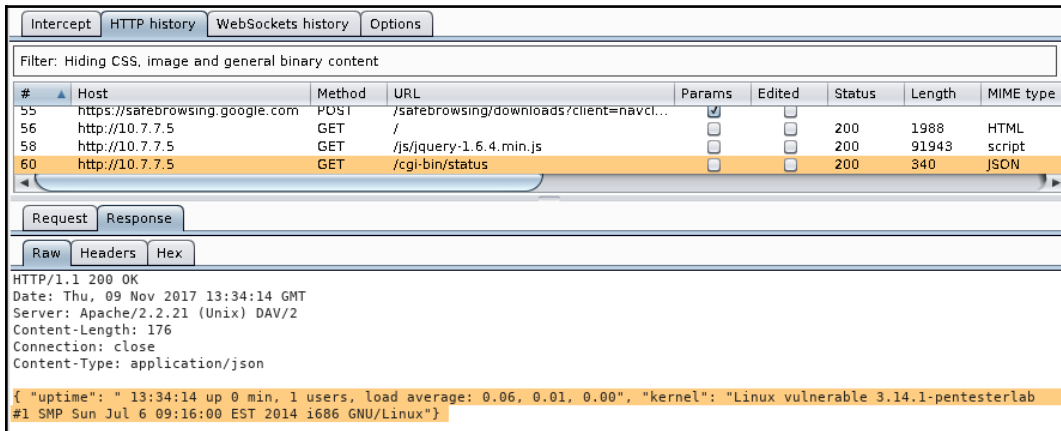 Intercept HTTP history WebSockets history Options
Filter: Hiding CSS, image and general binary content
# Host Method URL Params Edited Status Length MIME type
55 https://safebrowsing.google.com POST /safebrowsing/downloads?client=navcl...
56 http://10.7.7.5 GET / 200 1988 HTML
58 http://10.7.7.5 GET /js/jquery-1.6.4.min.js 200 91943 script
60 http://10.7.7.5 GET /cgi-bin/status 200 340 JSON
Request Response
Raw Headers Hex
HTTP/1.1 200 OK
Date: Thu, 09 Nov 2017 13:34:14 GMT
Server: Apache/2.2.21 (Unix) DAV/2
Content-Length: 176
Connection: close
Content-Type: application/json
{ "uptime": " 13:34:14 up 0 min, 1 users, load average: 0.06, 0.01, 0.00", "kernel": "Linux vulnerable 3.14.1-pentesterlab
#1 SMP Sun Jul 6 09:16:00 EST 2014 i686 GNU/Linux"}